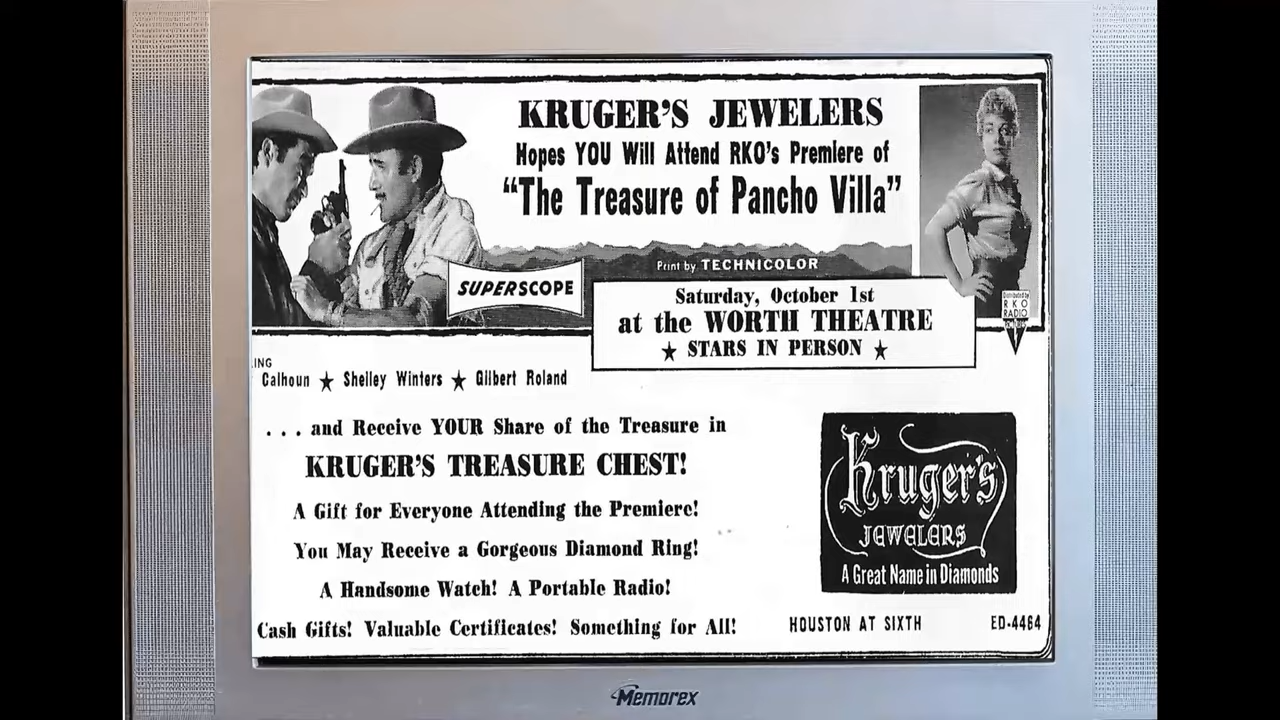 KRUGER'S JEWELERS
Hopes YOU Will Attend RKO's Premiere of
"The Treasure of Pancho Villa"
Print by TECHNICOLOR
SUPERSCOPE
Saturday, October 1st
at the WORTH THEATRE
★ STARS IN PERSON ★
Distributed by
RKO
RADIO
ING
Calhoun ★ Shelley Winters ★ Gilbert Roland
. . . and Receive YOUR Share of the Treasure in
KRUGER'S TREASURE CHEST!
A Gift for Everyone Attending the Premiere!
You May Receive a Gorgeous Diamond Ring!
A Handsome Watch! A Portable Radio!
Cash Gifts! Valuable Certificates! Something for All!
Kruger's
JEWELERS
A Great Name in Diamonds
HOUSTON AT SIXTH
ED-4464
Memorex